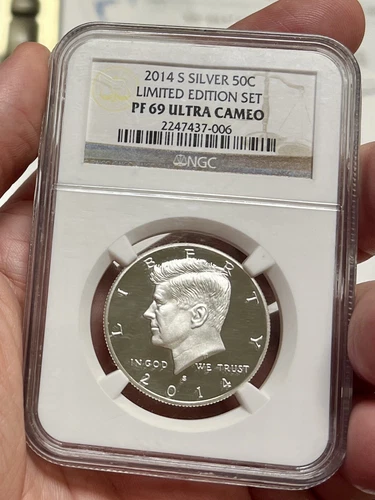 2014 S SILVER 50C
LIMITED EDITION SET
PF 69 ULTRA CAMEO
2247437-006
NGC
LIBERTY
IN GOD WE TRUST
S
2014